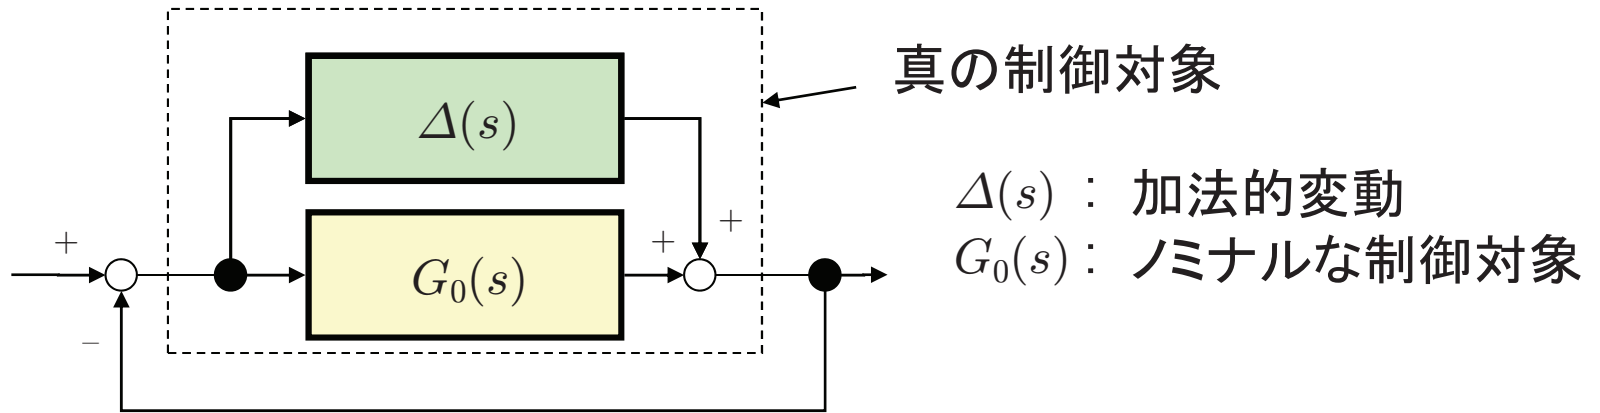 真の制御対象
Δ(s)
Δ(s) : 加法的変動
+
+ +
G₀(s) : ノミナルな制御対象
G₀(s)
−